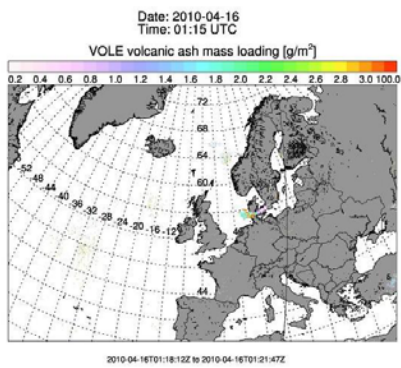 Date: 2010-04-16
Time: 01:15 UTC
VOLE volcanic ash mass loading [g/m²]
0.2 0.4 0.6 0.8 1.0 1.2 1.4 1.6 1.8 2.0 2.2 2.4 2.6 2.8 3.0 100.0
72
68
64
60
-52 -48 -44 -40 -36 -32 -28 -24 -20 -16 -12
44
2010-04-16T01:18:12Z to 2010-04-16T01:21:47Z